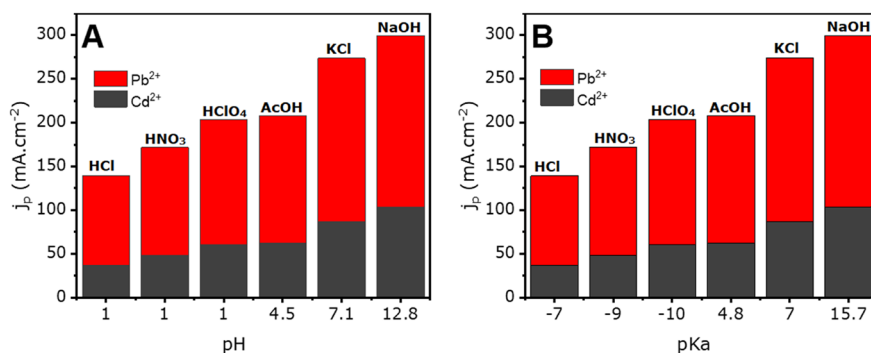 A
Pb²⁺
Cd²⁺
HCl
HNO₃
HClO₄
AcOH
KCl
NaOH
300
250
200
150
100
50
0
jₚ (mA.cm⁻²)
1 1 1 4.5 7.1 12.8
pH
B
Pb²⁺
Cd²⁺
HCl
HNO₃
HClO₄
AcOH
KCl
NaOH
300
250
200
150
100
50
0
jₚ (mA.cm⁻²)
-7 -9 -10 4.8 7 15.7
pKa